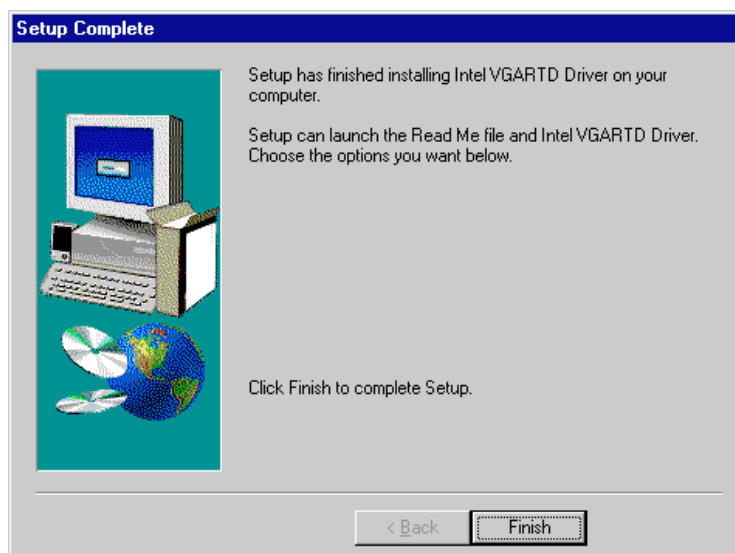 Setup Complete
Setup has finished installing Intel VGARTD Driver on your
computer.
Setup can launch the Read Me file and Intel VGARTD Driver.
Choose the options you want below.
Click Finish to complete Setup.
< Back
Finish